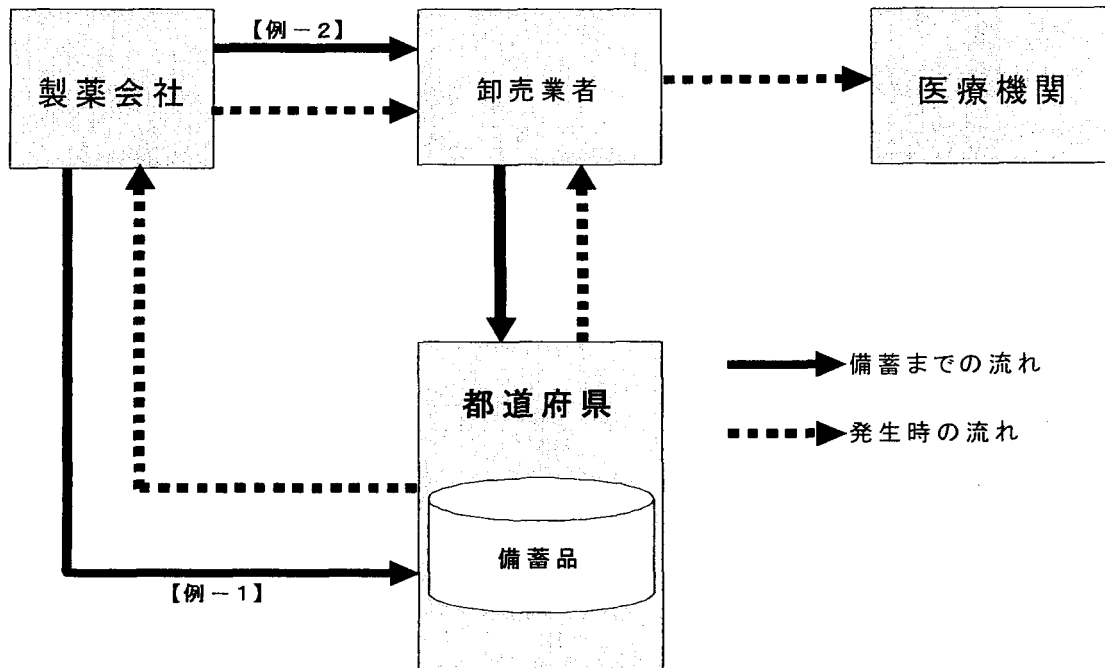 【例－2】
製薬会社
卸売業者
医療機関
都道府県
備蓄品
【例－1】
備蓄までの流れ
発生時の流れ